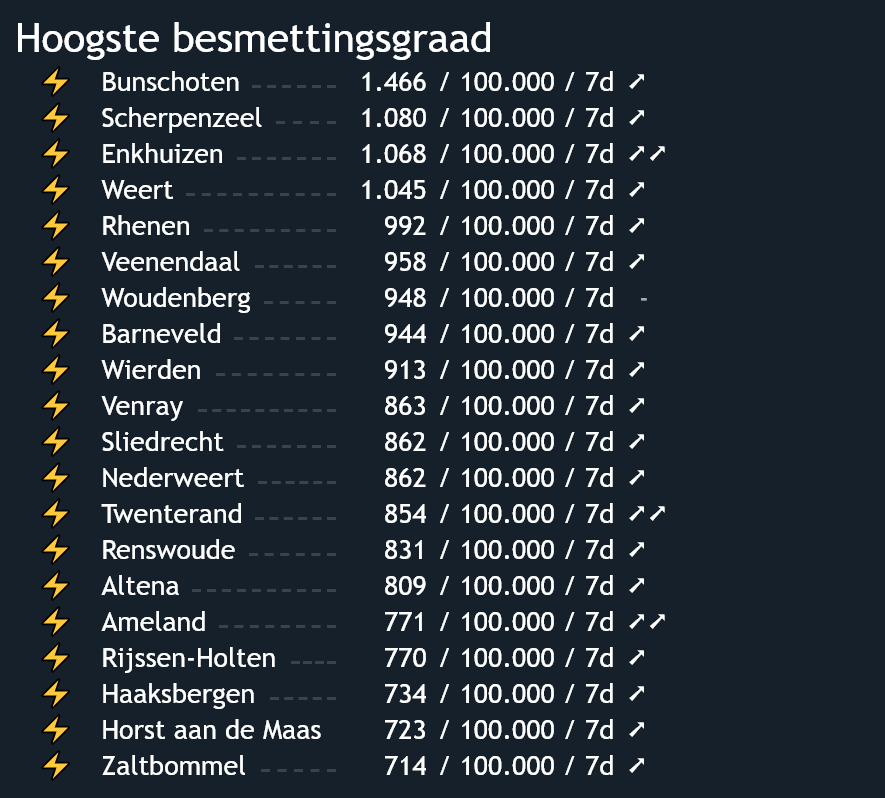 Hoogste besmettingsgraad
⚡ Bunschoten ------ 1.466 / 100.000 / 7d ➚
⚡ Scherpenzeel ---- 1.080 / 100.000 / 7d ➚
⚡ Enkhuizen ------- 1.068 / 100.000 / 7d ➚➚
⚡ Weert ---------- 1.045 / 100.000 / 7d ➚
⚡ Rhenen --------- 992 / 100.000 / 7d ➚
⚡ Veenendaal ------ 958 / 100.000 / 7d ➚
⚡ Woudenberg ----- 948 / 100.000 / 7d -
⚡ Barneveld ------- 944 / 100.000 / 7d ➚
⚡ Wierden -------- 913 / 100.000 / 7d ➚
⚡ Venray ---------- 863 / 100.000 / 7d ➚
⚡ Sliedrecht ------- 862 / 100.000 / 7d ➚
⚡ Nederweert ------ 862 / 100.000 / 7d ➚
⚡ Twenterand ------ 854 / 100.000 / 7d ➚➚
⚡ Renswoude ------ 831 / 100.000 / 7d ➚
⚡ Altena ---------- 809 / 100.000 / 7d ➚
⚡ Ameland -------- 771 / 100.000 / 7d ➚➚
⚡ Rijssen-Holten ---- 770 / 100.000 / 7d ➚
⚡ Haaksbergen ----- 734 / 100.000 / 7d ➚
⚡ Horst aan de Maas 723 / 100.000 / 7d ➚
⚡ Zaltbommel ----- 714 / 100.000 / 7d ➚